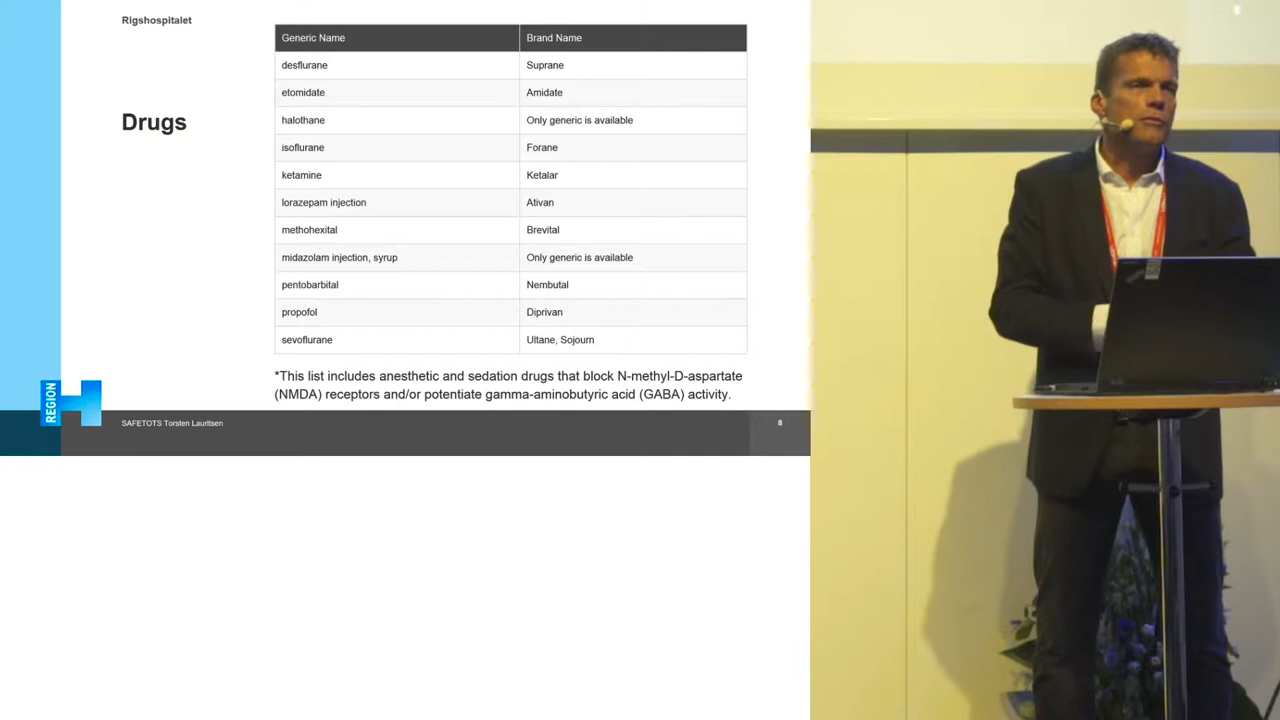 Rigshospitalet
Drugs
Generic Name Brand Name
desflurane Suprane
etomidate Amidate
halothane Only generic is available
isoflurane Forane
ketamine Ketalar
lorazepam injection Ativan
methohexital Brevital
midazolam injection, syrup Only generic is available
pentobarbital Nembutal
propofol Diprivan
sevoflurane Ultane, Sojourn
*This list includes anesthetic and sedation drugs that block N-methyl-D-aspartate
(NMDA) receptors and/or potentiate gamma-aminobutyric acid (GABA) activity.
REGION H
SAFETOTS Torsten Lauritsen 8